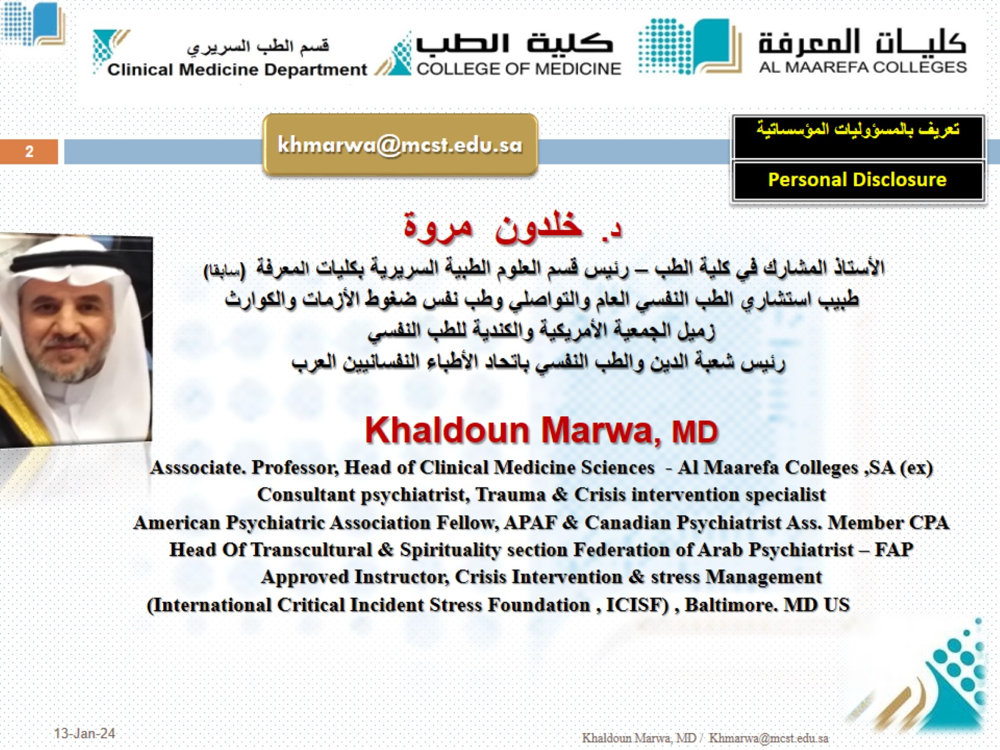 قسم الطب السريري
Clinical Medicine Department
كلية الطب
COLLEGE OF MEDICINE
كليات المعرفة
AL MAAREFA COLLEGES
2
khmarwa@mcst.edu.sa
تعريف بالمسؤوليات المؤسساتية
Personal Disclosure
د. خلدون مروة
الأستاذ المشارك في كلية الطب – رئيس قسم العلوم الطبية السريرية بكليات المعرفة (سابقا)
طبيب استشاري الطب النفسي العام والتواصلي وطب نفس ضغوط الأزمات والكوارث
زميل الجمعية الأمريكية والكندية للطب النفسي
رئيس شعبة الدين والطب النفسي باتحاد الأطباء النفسانيين العرب
Khaldoun Marwa, MD
Asssociate. Professor, Head of Clinical Medicine Sciences - Al Maarefa Colleges ,SA (ex)
Consultant psychiatrist, Trauma & Crisis intervention specialist
American Psychiatric Association Fellow, APAF & Canadian Psychiatrist Ass. Member CPA
Head Of Transcultural & Spirituality section Federation of Arab Psychiatrist – FAP
Approved Instructor, Crisis Intervention & stress Management
(International Critical Incident Stress Foundation , ICISF) , Baltimore. MD US
13-Jan-24
Khaldoun Marwa, MD / Khmarwa@mcst.edu.sa